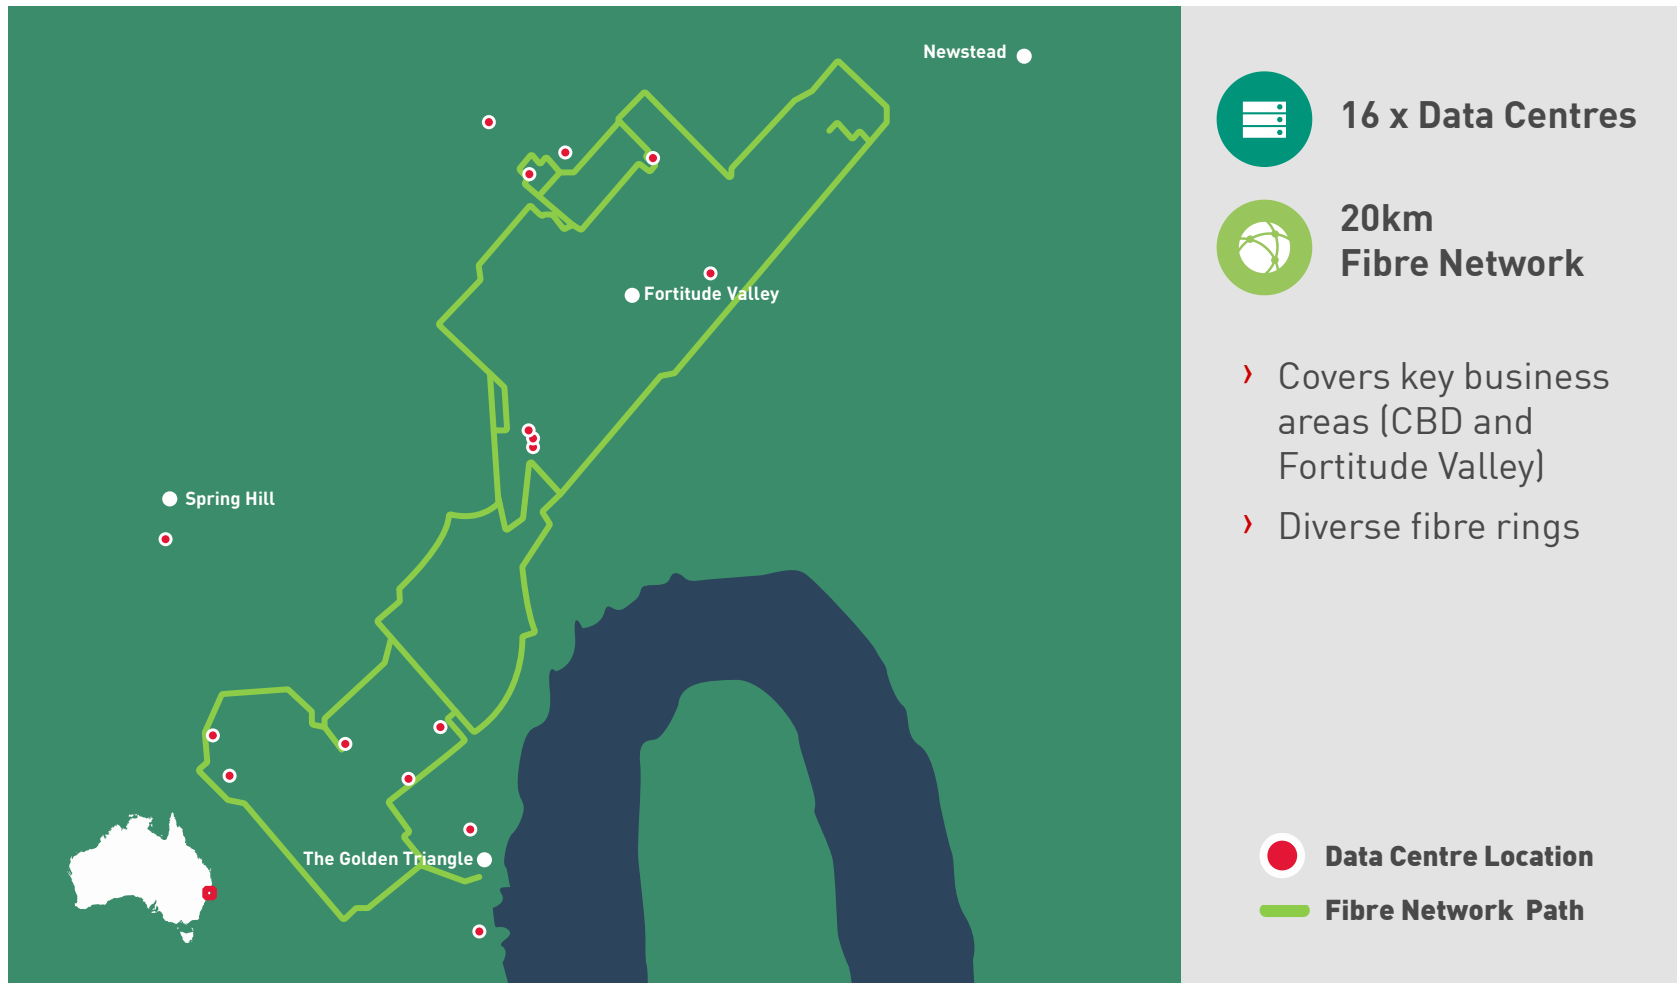 Newstead
Fortitude Valley
Spring Hill
The Golden Triangle
16 x Data Centres
20km
Fibre Network
› Covers key business
areas (CBD and
Fortitude Valley)
› Diverse fibre rings
Data Centre Location
Fibre Network Path